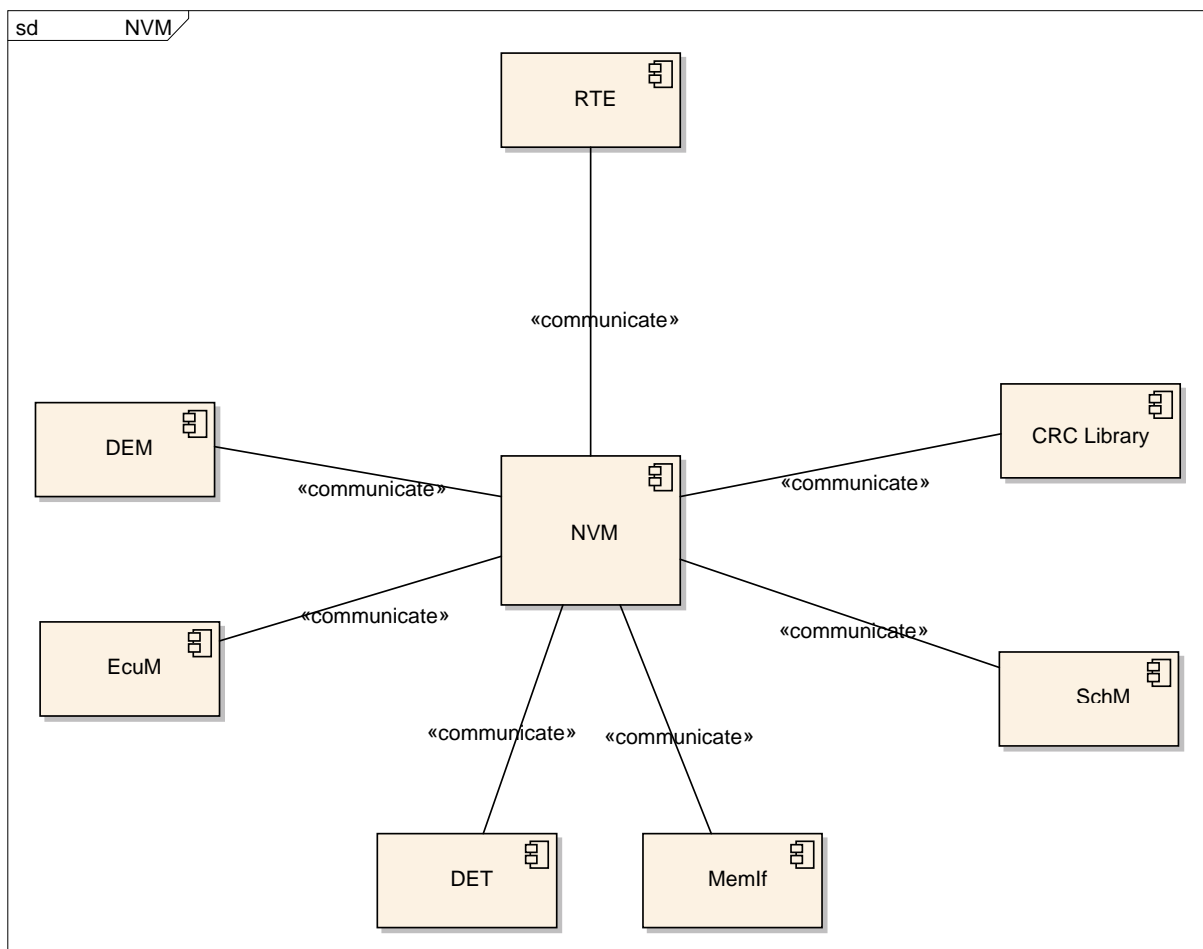 sd NVM
RTE
«communicate»
DEM
CRC Library
«communicate»
«communicate»
NVM
«communicate»
«communicate»
EcuM
SchM
«communicate»
«communicate»
DET
MemIf